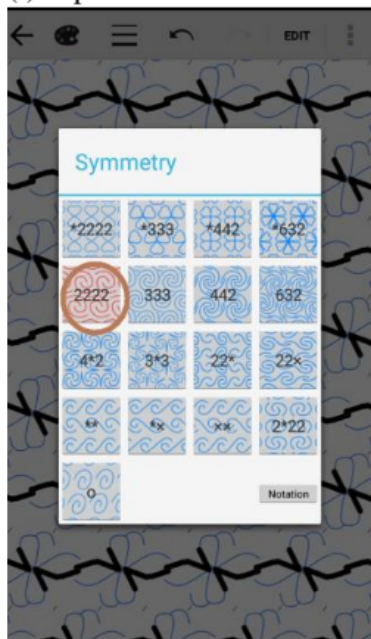 EDIT
Symmetry
*2222 *333 *442 *632
2222 333 442 632
4*2 3*3 22* 22×
** *× ×× 2*22
o
Notation